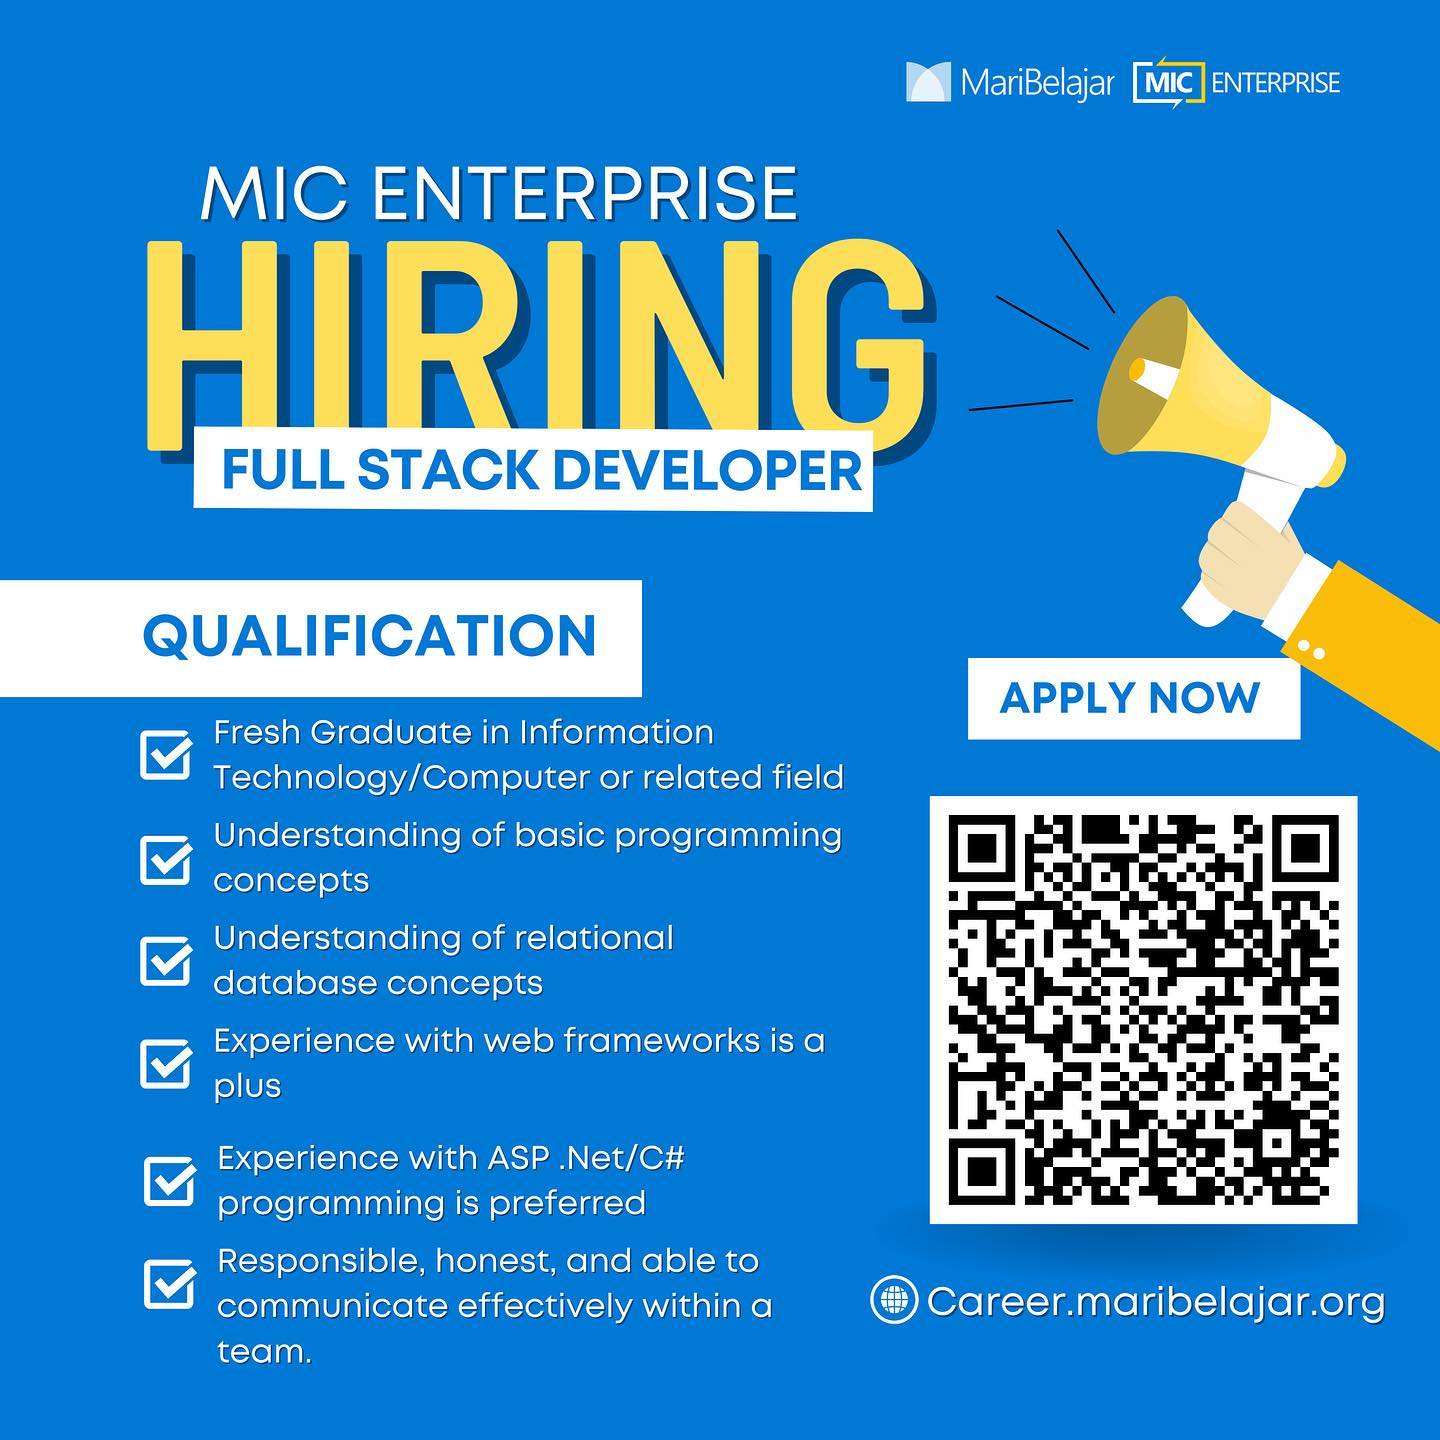 MariBelajar MIC ENTERPRISE
MIC ENTERPRISE
HIRING
FULL STACK DEVELOPER
QUALIFICATION
Fresh Graduate in Information
Technology/Computer or related field
Understanding of basic programming
concepts
Understanding of relational
database concepts
Experience with web frameworks is a
plus
Experience with ASP .Net/C#
programming is preferred
Responsible, honest, and able to
communicate effectively within a
team.
APPLY NOW
Career.maribelajar.org